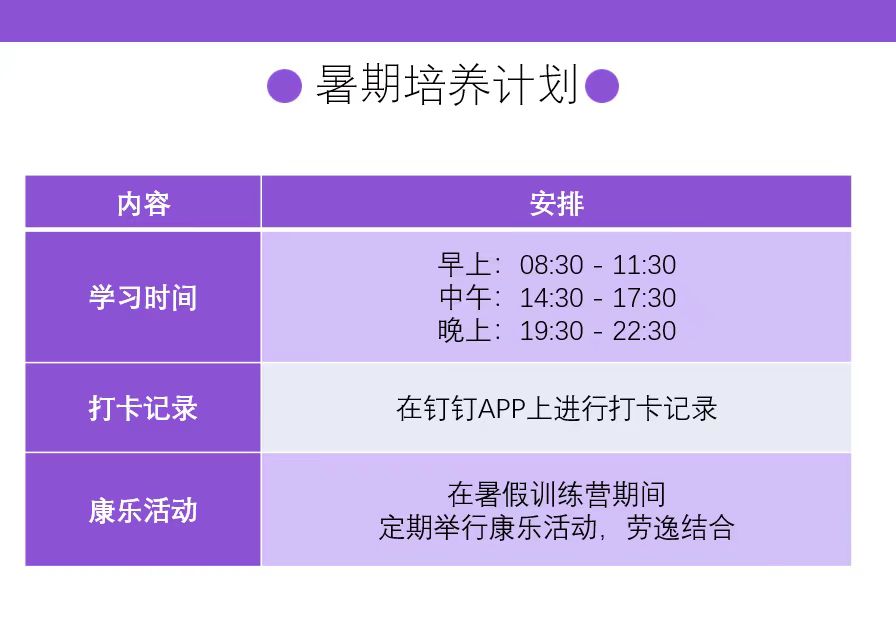 暑期培养计划
内容
安排
学习时间
早上：08:30 - 11:30
中午：14:30 - 17:30
晚上：19:30 - 22:30
打卡记录
在钉钉APP上进行打卡记录
康乐活动
在暑假训练营期间
定期举行康乐活动，劳逸结合